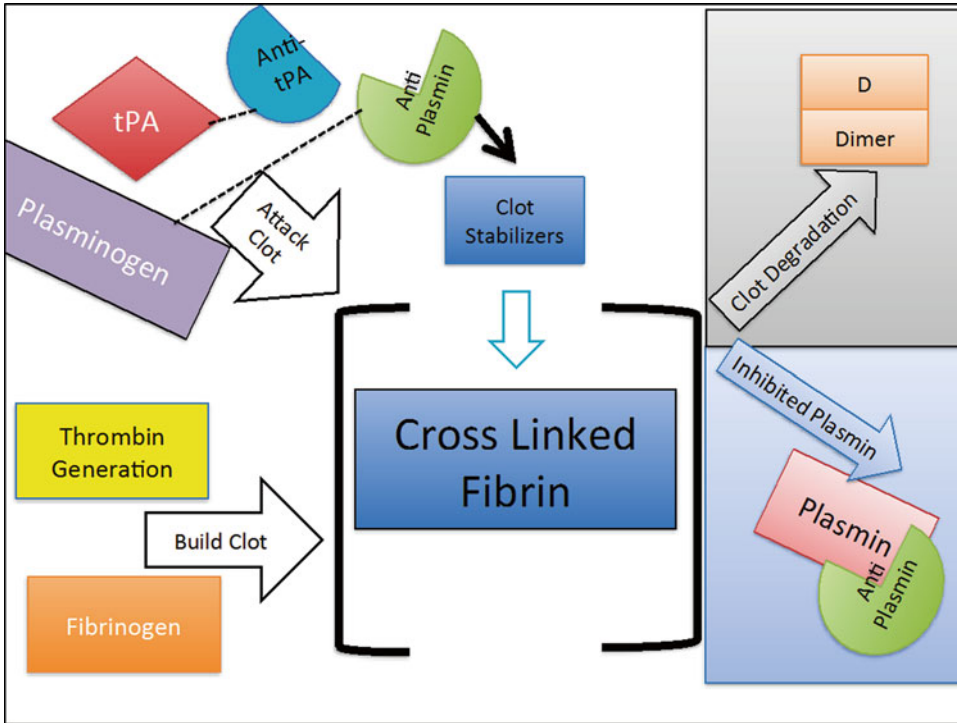 Anti-
tPA
tPA
Anti
Plasmin
Plasminogen
Attack
Clot
Clot
Stabilizers
D
Dimer
Clot Degradation
Inhibited Plasmin
Thrombin
Generation
Build Clot
Fibrinogen
Cross Linked
Fibrin
Plasmin
Anti
Plasmin